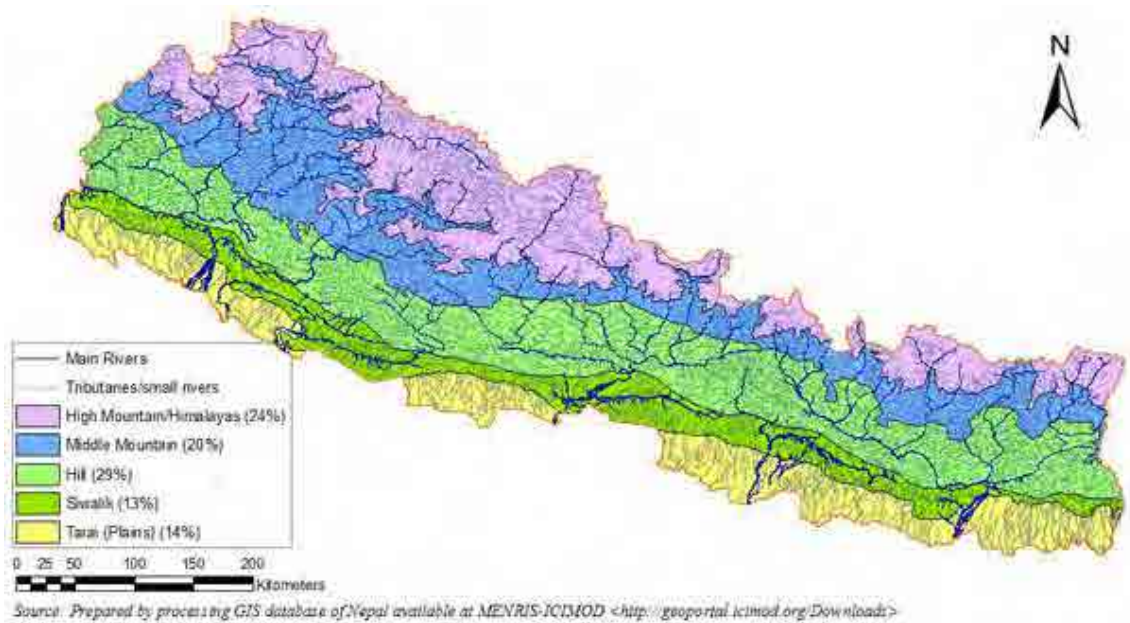 N
Main Rivers
Tributaries/small rivers
High Mountain/Himalayas (24%)
Middle Mountain (20%)
Hill (29%)
Siwalik (13%)
Tarai (Plains) (14%)
0 25 50 100 150 200
Kilometers
Source: Prepared by processing GIS database of Nepal available at MENRIS-ICIMOD <http://geoportal.icimod.org/Downloads>